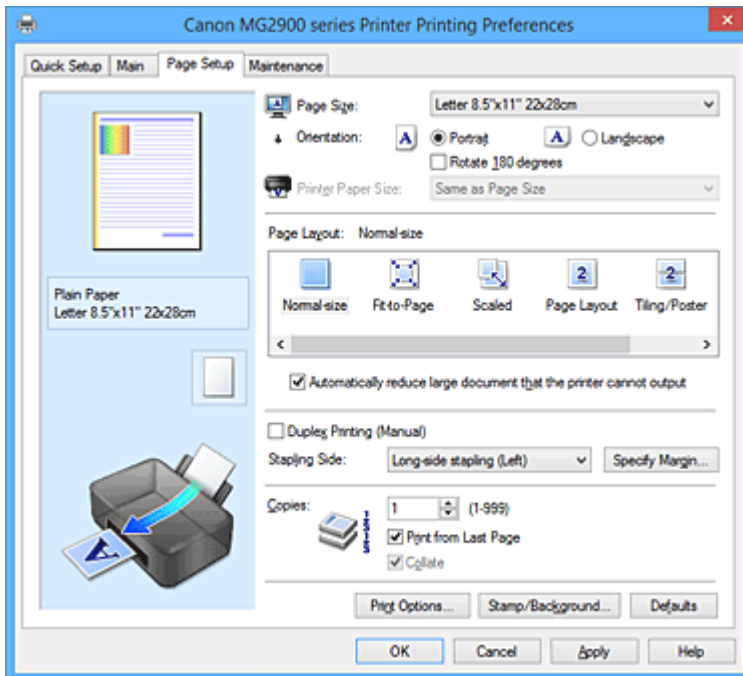 Canon MG2900 series Printer Printing Preferences
Quick Setup Main Page Setup Maintenance
Page Size: Letter 8.5"x11" 22x28cm
Orientation: A Portrait A Landscape
Rotate 180 degrees
Printer Paper Size: Same as Page Size
Page Layout: Normal-size
Normal-size Fit-to-Page Scaled Page Layout Tiling/Poster
Plain Paper
Letter 8.5"x11" 22x28cm
Automatically reduce large document that the printer cannot output
Duplex Printing (Manual)
Stapling Side: Long-side stapling (Left) Specify Margin...
Copies: 1 (1-999)
Print from Last Page
Collate
Print Options... Stamp/Background... Defaults
OK Cancel Apply Help